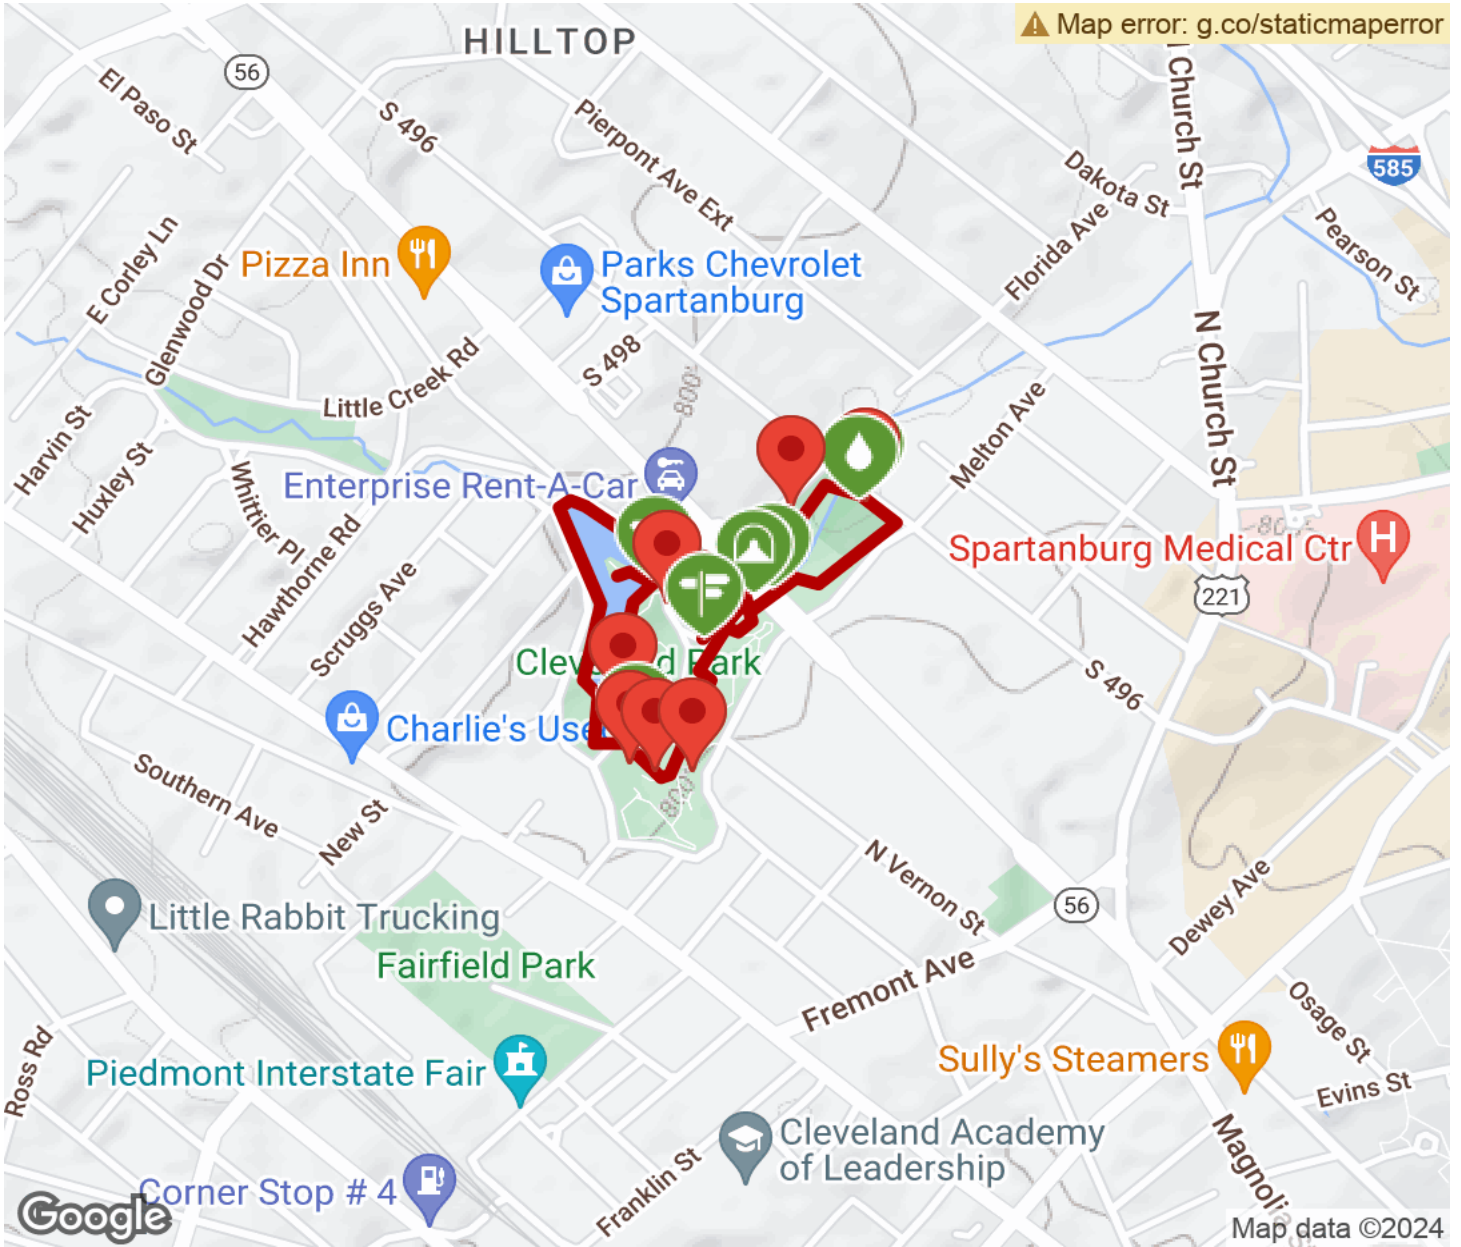 Map error: g.co/staticmaperror
HILLTOP
56
El Paso St
S 496
Pierpont Ave Ext
N Church St
585
Dakota St
Florida Ave
Pearson St
E Corley Ln
Glenwood Dr
Pizza Inn
Parks Chevrolet
Spartanburg
N Church St
S 498
Little Creek Rd
800'
Harvin St
Huxley St
Melton Ave
Whittier Pl
Enterprise Rent-A-Car
Hawthorne Rd
Scruggs Ave
Spartanburg Medical Ctr
H
800
221
Park
S 496
Charlie's
Southern Ave
New St
800
N Vernon St
56
Dewey Ave
Little Rabbit Trucking
Fairfield Park
Fremont Ave
Osage St
Ross Rd
Piedmont Interstate Fair
Sully's Steamers
Evins St
Cleveland Academy
of Leadership
Magnolia
Corner Stop # 4
Franklin St
Google
Map data ©2024